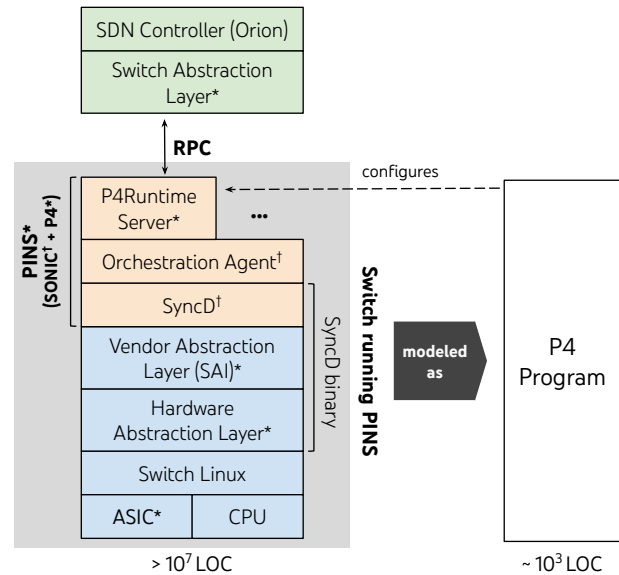 SDN Controller (Orion)
Switch Abstraction
Layer*
RPC
configures
PINS*
(SONiC† + P4*)
P4Runtime
Server*
...
Orchestration Agent†
SyncD†
Vendor Abstraction
Layer (SAI)*
Hardware
Abstraction Layer*
Switch Linux
ASIC*
CPU
SyncD binary
Switch running PINS
modeled
as
P4
Program
> 10⁷ LOC
~ 10³ LOC